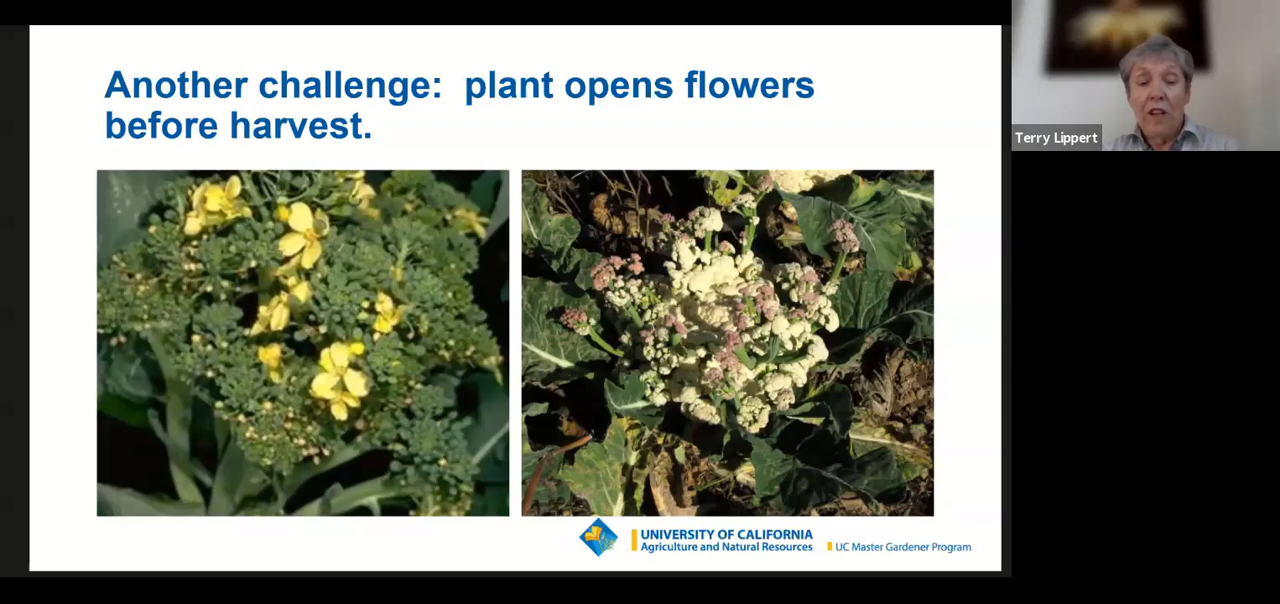 Another challenge:  plant opens flowers
before harvest.
Terry Lippert
UNIVERSITY OF CALIFORNIA
Agriculture and Natural Resources
UC Master Gardener Program